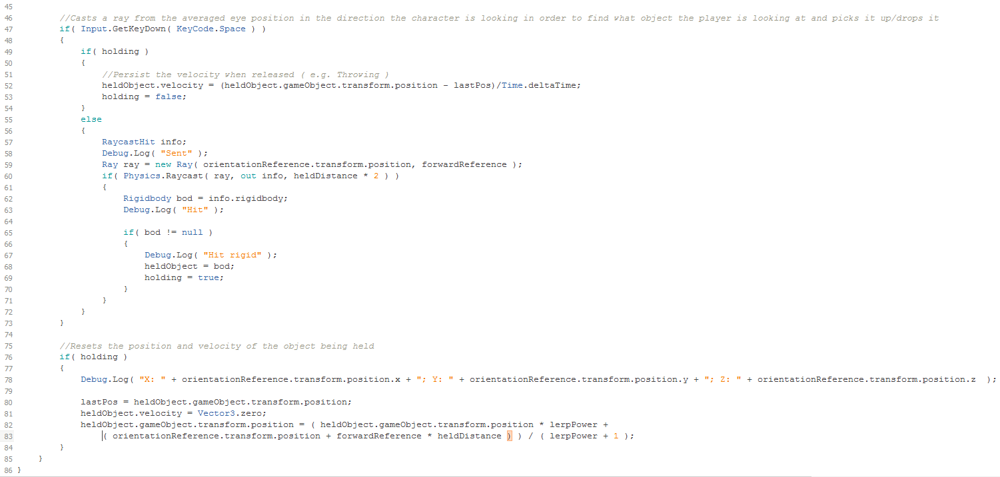 45
46 //Casts a ray from the averaged eye position in the direction the character is looking in order to find what object the player is looking at and picks it up/drops it
47 if( Input.GetKeyDown( KeyCode.Space ) )
48 {
49 if( holding )
50 {
51 //Persist the velocity when released ( e.g. Throwing )
52 heldObject.velocity = (heldObject.gameObject.transform.position - lastPos)/Time.deltaTime;
53 holding = false;
54 }
55 else
56 {
57 RaycastHit info;
58 Debug.Log( "Sent" );
59 Ray ray = new Ray( orientationReference.transform.position, forwardReference );
60 if( Physics.Raycast( ray, out info, heldDistance * 2 ) )
61 {
62 Rigidbody bod = info.rigidbody;
63 Debug.Log( "Hit" );
64
65 if( bod != null )
66 {
67 Debug.Log( "Hit rigid" );
68 heldObject = bod;
69 holding = true;
70 }
71 }
72 }
73 }
74
75 //Resets the position and velocity of the object being held
76 if( holding )
77 {
78 Debug.Log( "X: " + orientationReference.transform.position.x + "; Y: " + orientationReference.transform.position.y + "; Z: " + orientationReference.transform.position.z );
79
80 lastPos = heldObject.gameObject.transform.position;
81 heldObject.velocity = Vector3.zero;
82 heldObject.gameObject.transform.position = ( heldObject.gameObject.transform.position * lerpPower +
83 ( orientationReference.transform.position + forwardReference * heldDistance ) ) / ( lerpPower + 1 );
84 }
85 }
86 }